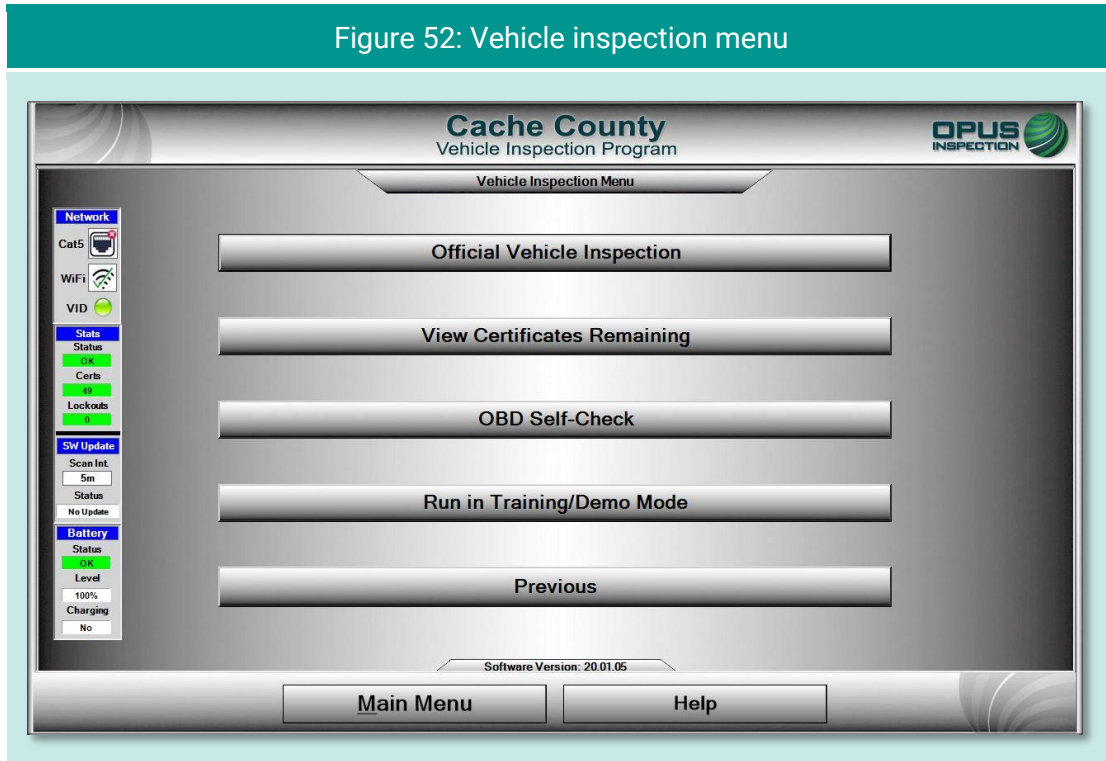 Figure 52: Vehicle inspection menu
Cache County
Vehicle Inspection Program
OPUS
INSPECTION
Vehicle Inspection Menu
Network
Cat5
WiFi
VID
Stats
Status
OK
Certs
49
Lockouts
0
SW Update
Scan Int.
5m
Status
No Update
Battery
Status
OK
Level
100%
Charging
No
Official Vehicle Inspection
View Certificates Remaining
OBD Self-Check
Run in Training/Demo Mode
Previous
Software Version: 20.01.05
Main Menu
Help